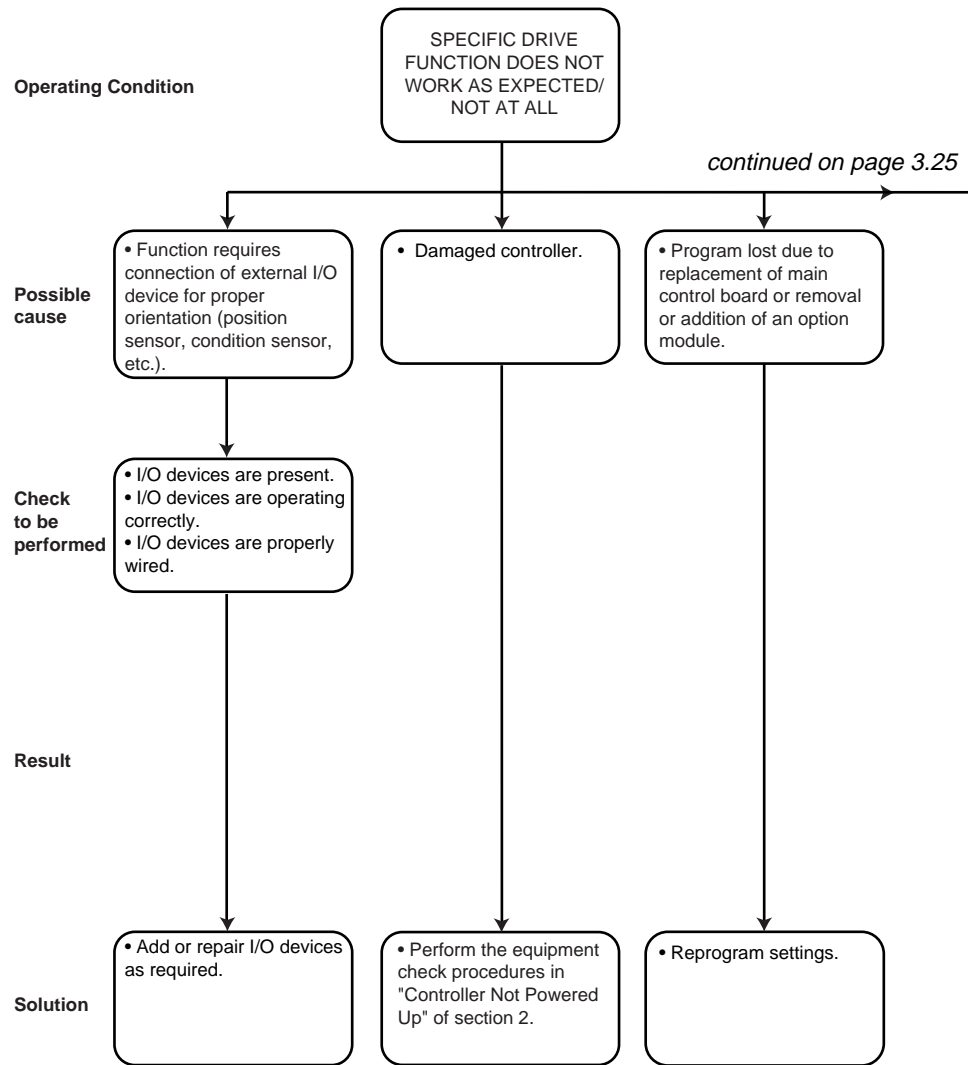 SPECIFIC DRIVE
FUNCTION DOES NOT
WORK AS EXPECTED/
NOT AT ALL
Operating Condition
continued on page 3.25
• Function requires
connection of external I/O
device for proper
orientation (position
sensor, condition sensor,
etc.).
• Damaged controller.
• Program lost due to
replacement of main
control board or removal
or addition of an option
module.
Possible
cause
• I/O devices are present.
• I/O devices are operating
correctly.
• I/O devices are properly
wired.
Check
to be
performed
Result
• Add or repair I/O devices
as required.
• Perform the equipment
check procedures in
"Controller Not Powered
Up" of section 2.
• Reprogram settings.
Solution